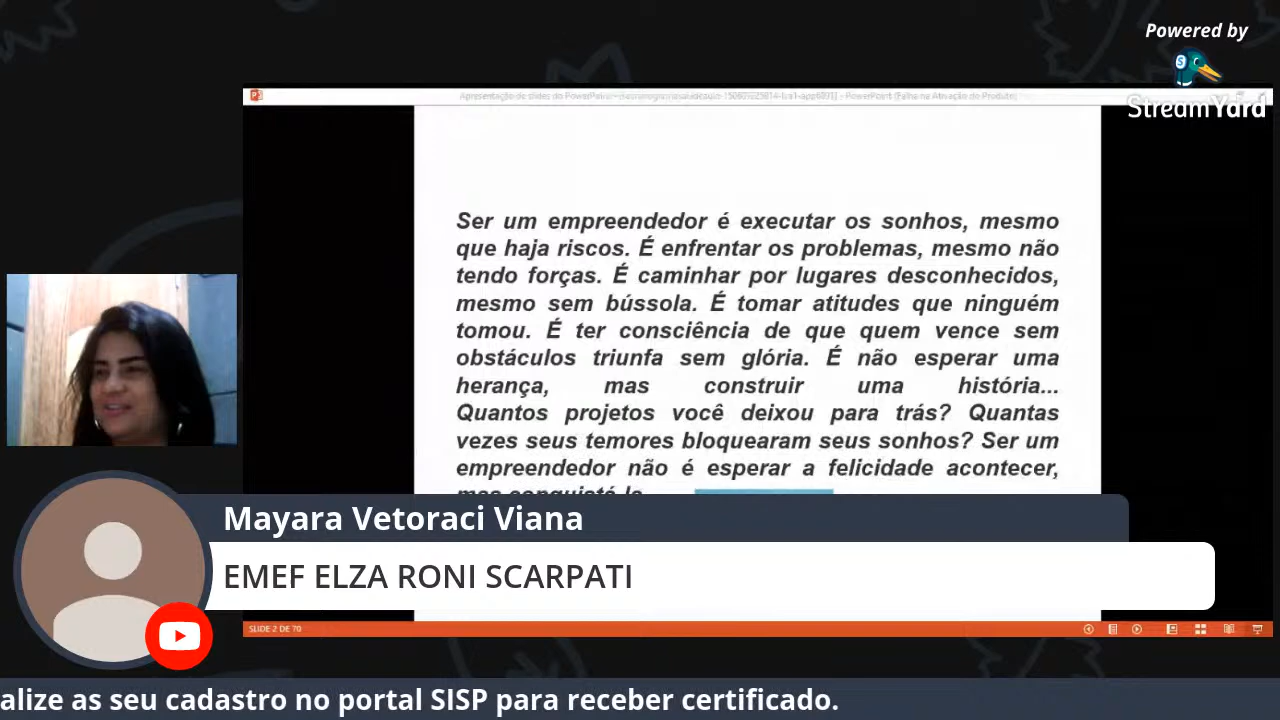 Powered by
StreamYard
Ser um empreendedor é executar os sonhos, mesmo
que haja riscos. É enfrentar os problemas, mesmo não
tendo forças. É caminhar por lugares desconhecidos,
mesmo sem bússola. É tomar atitudes que ninguém
tomou. É ter consciência de que quem vence sem
obstáculos triunfa sem glória. É não esperar uma
herança, mas construir uma história...
Quantos projetos você deixou para trás? Quantas
vezes seus temores bloquearam seus sonhos? Ser um
empreendedor não é esperar a felicidade acontecer,
mas conquistá-la.
Mayara Vetoraci Viana
EMEF ELZA RONI SCARPATI
SLIDE 2 DE 70
alize as seu cadastro no portal SISP para receber certificado.